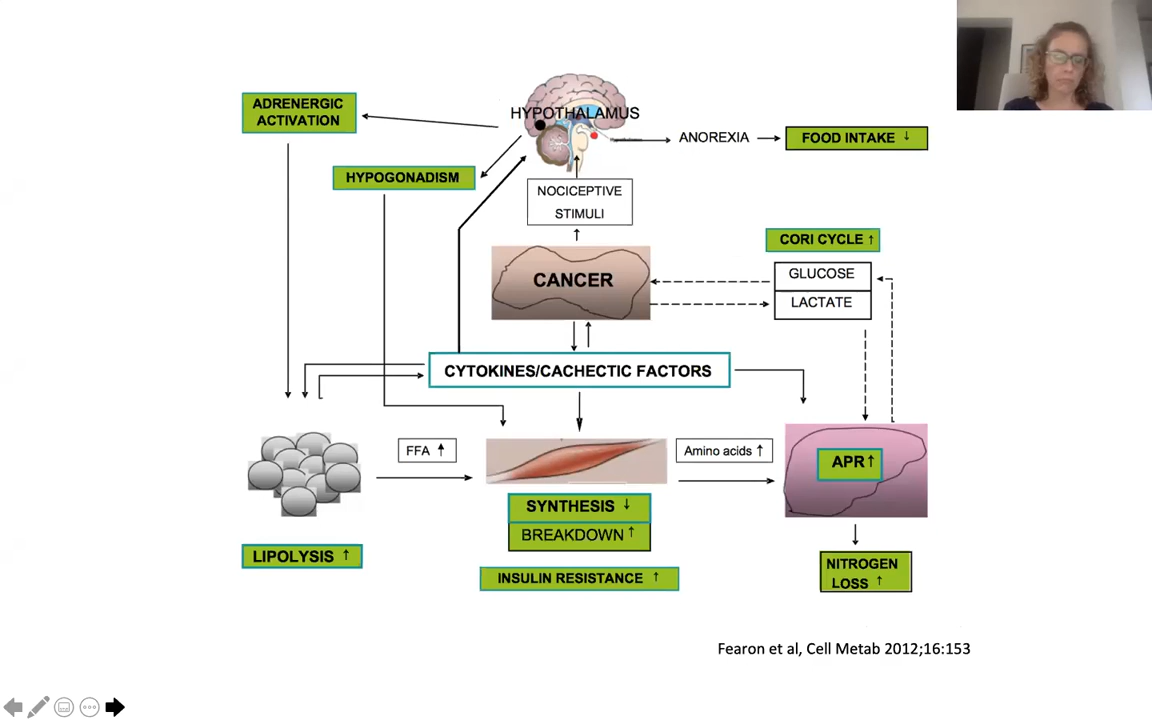 ADRENERGIC
ACTIVATION
HYPOTHALAMUS
ANOREXIA
FOOD INTAKE ↓
HYPOGONADISM
NOCICEPTIVE
STIMULI
↑
CORI CYCLE ↑
CANCER
GLUCOSE
LACTATE
CYTOKINES/CACHECTIC FACTORS
FFA ↑
Amino acids ↑
APR ↑
SYNTHESIS ↓
BREAKDOWN ↑
LIPOLYSIS ↑
INSULIN RESISTANCE ↑
NITROGEN
LOSS ↑
Fearon et al, Cell Metab 2012;16:153